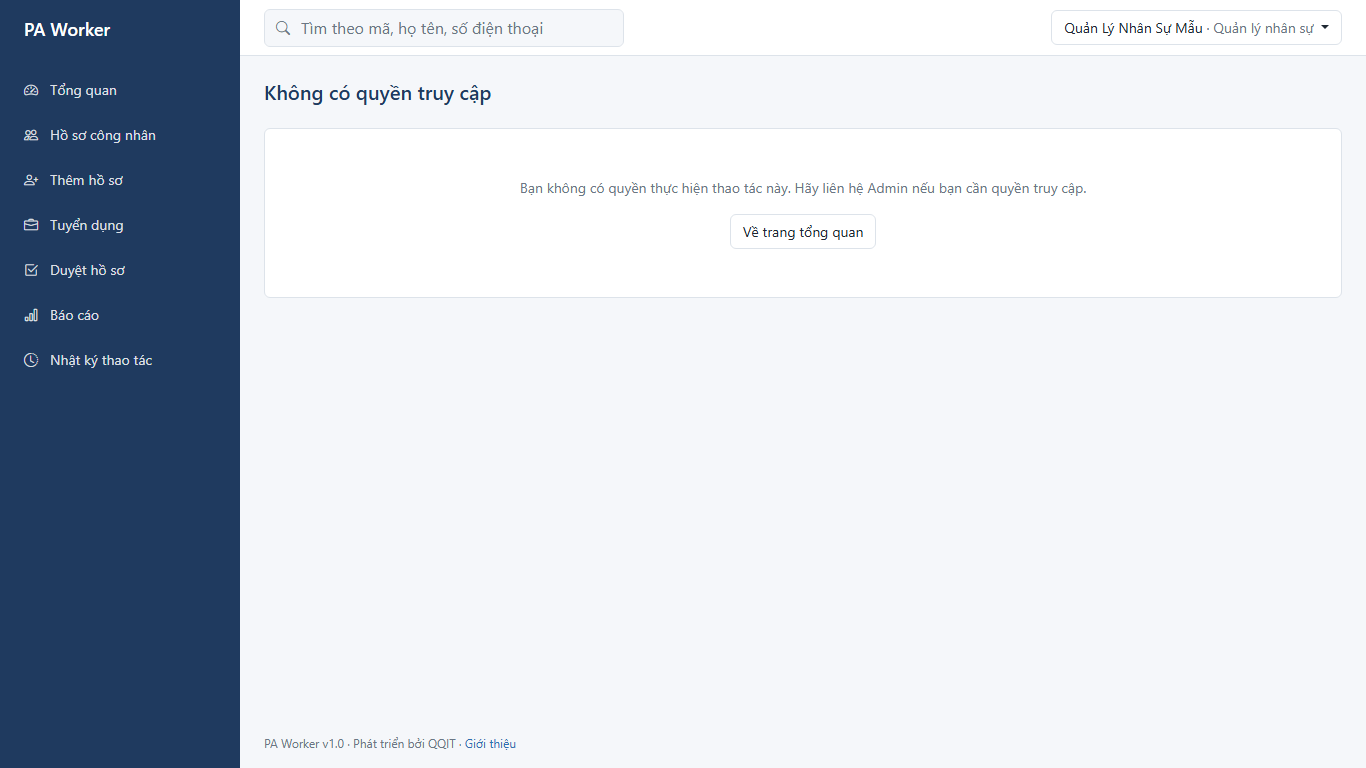 PA Worker
Tìm theo mã, họ tên, số điện thoại
Quản Lý Nhân Sự Mẫu · Quản lý nhân sự
Tổng quan
Hồ sơ công nhân
Thêm hồ sơ
Tuyển dụng
Duyệt hồ sơ
Báo cáo
Nhật ký thao tác
Không có quyền truy cập
Bạn không có quyền thực hiện thao tác này. Hãy liên hệ Admin nếu bạn cần quyền truy cập.
Về trang tổng quan
PA Worker v1.0 · Phát triển bởi QQIT · Giới thiệu